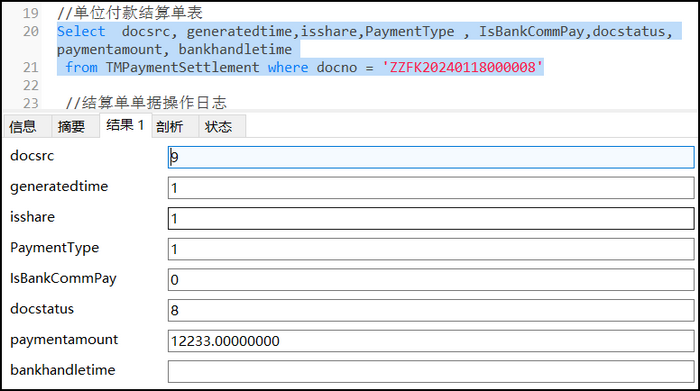 19 //单位付款结算单表
20 Select docsrc, generatedtime,isshare,PaymentType , IsBankCommPay,docstatus,
paymentamount, bankhandletime
21 from TMPaymentSettlement where docno = 'ZZFK20240118000008'
22
23 //结算单单据操作日志
信息 摘要 结果 1 剖析 状态
docsrc 9
generatedtime 1
isshare 1
PaymentType 1
IsBankCommPay 0
docstatus 8
paymentamount 12233.00000000
bankhandletime